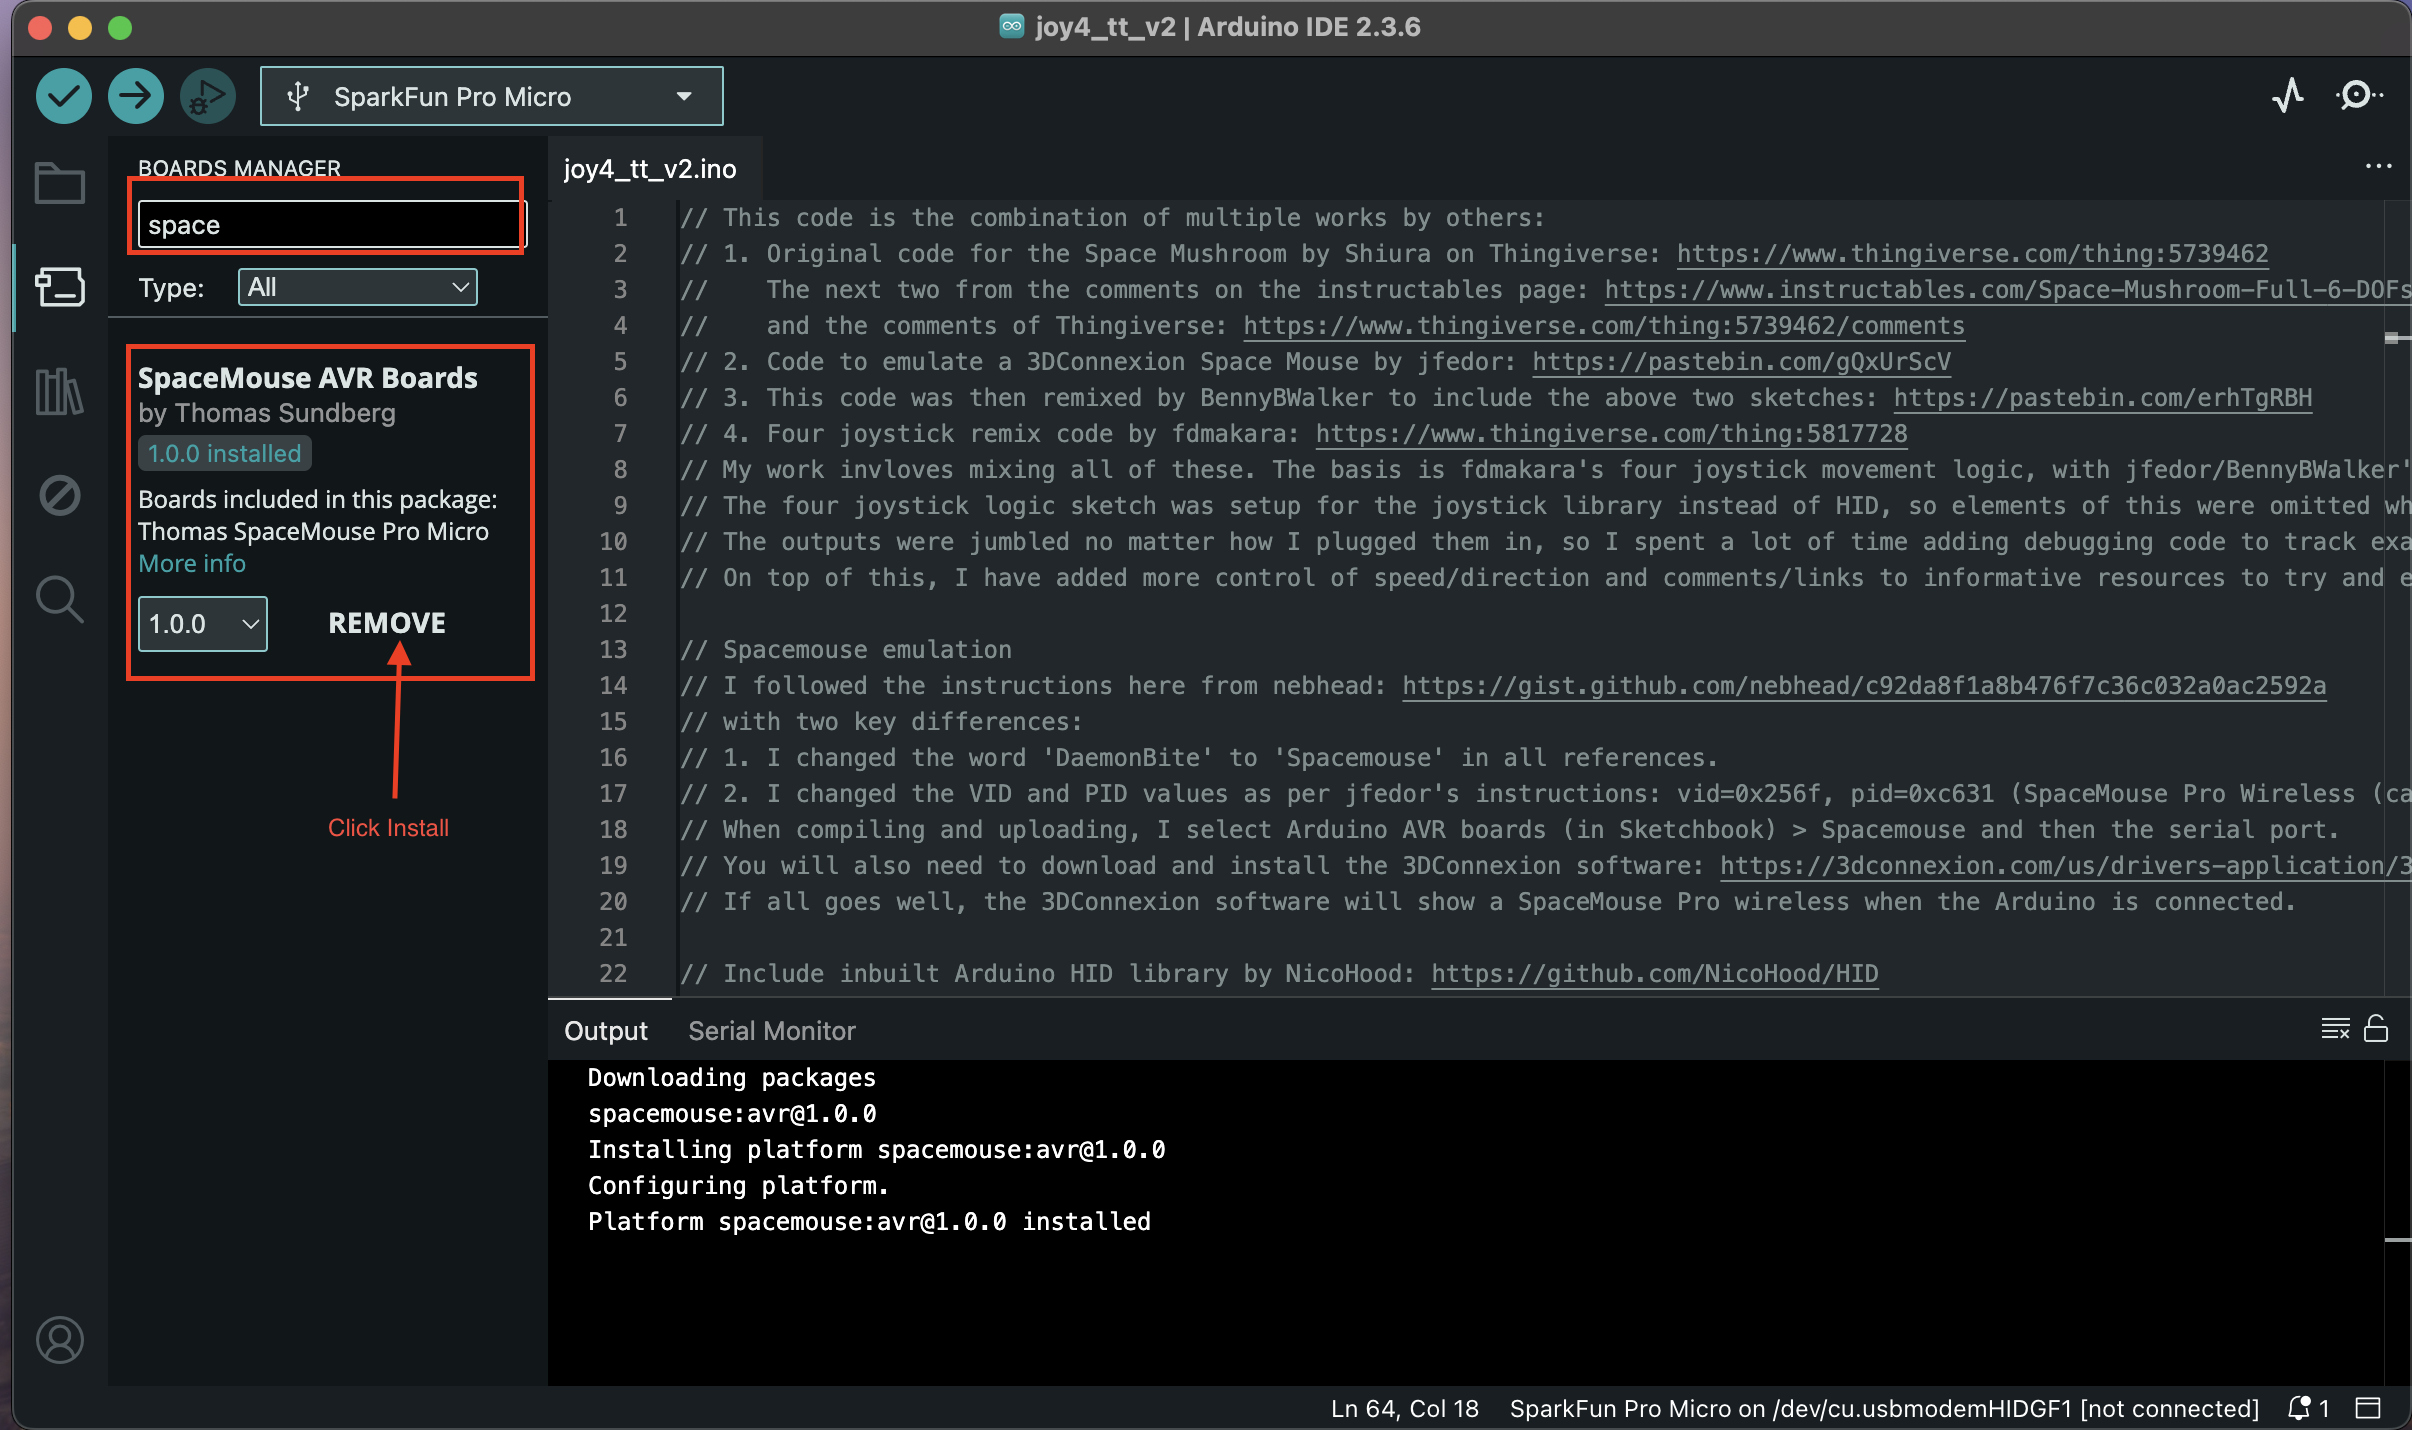 joy4_tt_v2 | Arduino IDE 2.3.6
SparkFun Pro Micro
BOARDS MANAGER
space
Type: All
SpaceMouse AVR Boards
by Thomas Sundberg
1.0.0 installed
Boards included in this package:
Thomas SpaceMouse Pro Micro
More info
1.0.0 REMOVE
Click Install
joy4_tt_v2.ino
1 // This code is the combination of multiple works by others:
2 // 1. Original code for the Space Mushroom by Shiura on Thingiverse: https://www.thingiverse.com/thing:5739462
3 //    The next two from the comments on the instructables page: https://www.instructables.com/Space-Mushroom-Full-6-DOFs
4 //    and the comments of Thingiverse: https://www.thingiverse.com/thing:5739462/comments
5 // 2. Code to emulate a 3DConnexion Space Mouse by jfedor: https://pastebin.com/gQxUrScV
6 // 3. This code was then remixed by BennyBWalker to include the above two sketches: https://pastebin.com/erhTgRBH
7 // 4. Four joystick remix code by fdmakara: https://www.thingiverse.com/thing:5817728
8 // My work invloves mixing all of these. The basis is fdmakara's four joystick movement logic, with jfedor/BennyBWalker'
9 // The four joystick logic sketch was setup for the joystick library instead of HID, so elements of this were omitted wh
10 // The outputs were jumbled no matter how I plugged them in, so I spent a lot of time adding debugging code to track exa
11 // On top of this, I have added more control of speed/direction and comments/links to informative resources to try and e
12
13 // Spacemouse emulation
14 // I followed the instructions here from nebhead: https://gist.github.com/nebhead/c92da8f1a8b476f7c36c032a0ac2592a
15 // with two key differences:
16 // 1. I changed the word 'DaemonBite' to 'Spacemouse' in all references.
17 // 2. I changed the VID and PID values as per jfedor's instructions: vid=0x256f, pid=0xc631 (SpaceMouse Pro Wireless (ca
18 // When compiling and uploading, I select Arduino AVR boards (in Sketchbook) > Spacemouse and then the serial port.
19 // You will also need to download and install the 3DConnexion software: https://3dconnexion.com/us/drivers-application/3
20 // If all goes well, the 3DConnexion software will show a SpaceMouse Pro wireless when the Arduino is connected.
21
22 // Include inbuilt Arduino HID library by NicoHood: https://github.com/NicoHood/HID
Output Serial Monitor
Downloading packages
spacemouse:avr@1.0.0
Installing platform spacemouse:avr@1.0.0
Configuring platform.
Platform spacemouse:avr@1.0.0 installed
Ln 64, Col 18 SparkFun Pro Micro on /dev/cu.usbmodemHIDGF1 [not connected] 1